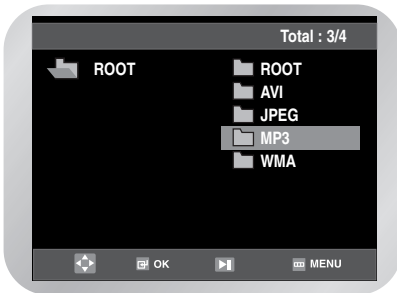 Total : 3/4
ROOT
ROOT
AVI
JPEG
MP3
WMA
OK
MENU